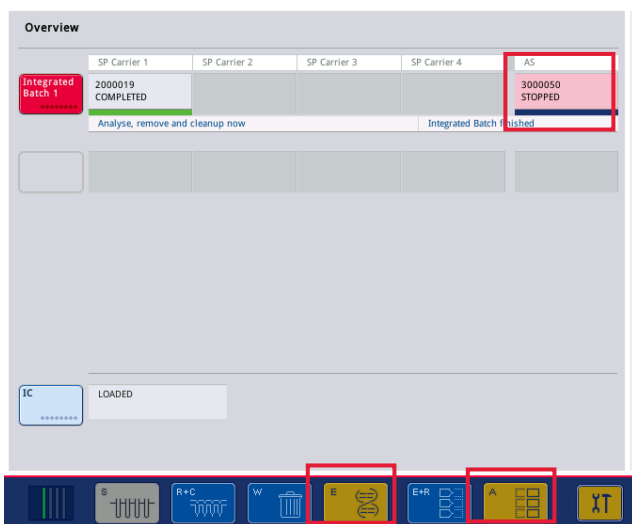 Overview
SP Carrier 1 SP Carrier 2 SP Carrier 3 SP Carrier 4 AS
Integrated
Batch 1
2000019
COMPLETED
3000050
STOPPED
Analyse, remove and cleanup now Integrated Batch finished
IC
LOADED
S R+C W E E+R A